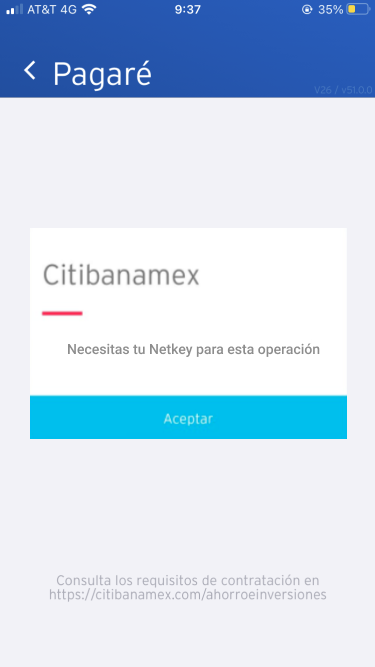 AT&T 4G 9:37 35%
Pagaré
V26 / v51.0.0
Citibanamex
Necesitas tu Netkey para esta operación
Aceptar
Consulta los requisitos de contratación en
https://citibanamex.com/ahorroeinversiones